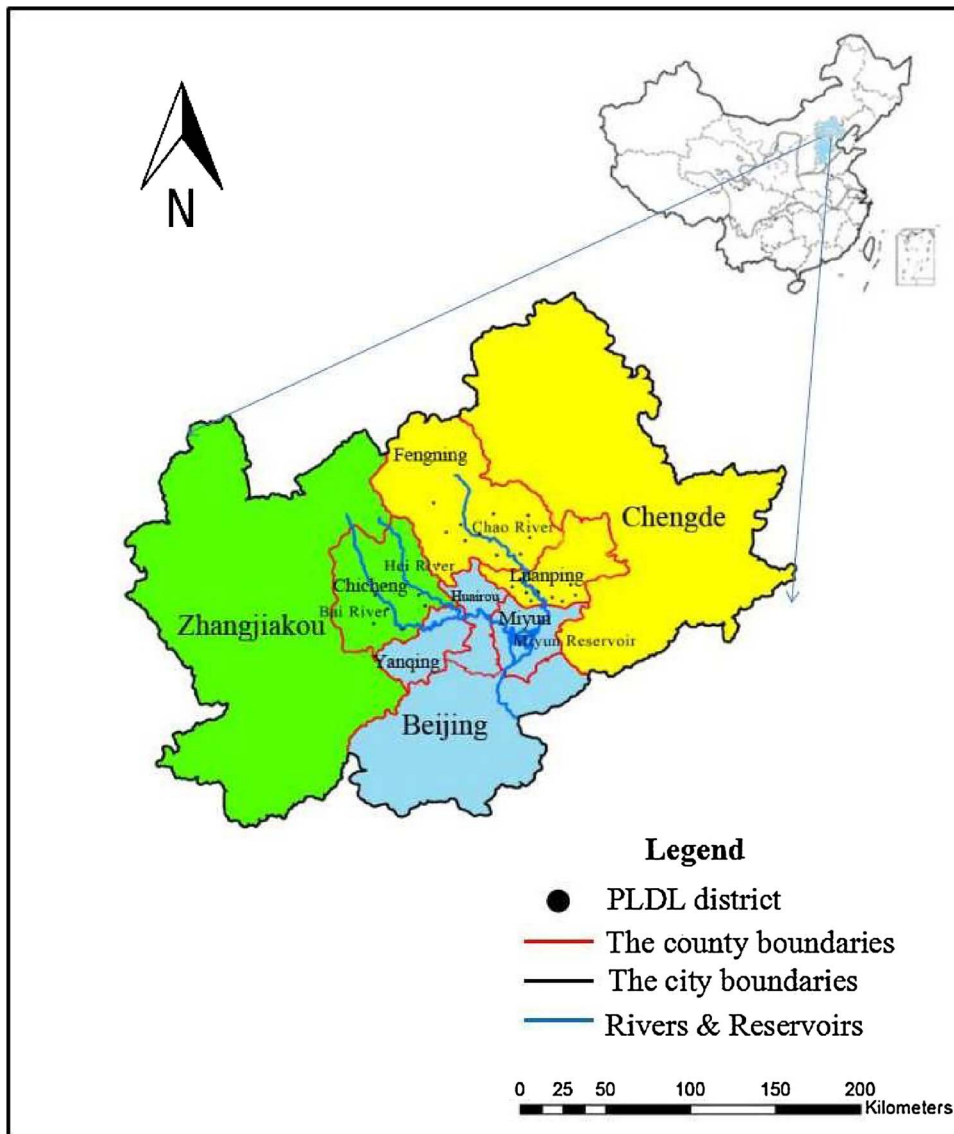 N
Fengning
Chao River
Chengde
Hei River
Luanping
Chicheng
Huairou
Bai River
Miyun
Zhangjiakou
Miyun Reservoir
Yanqing
Beijing
Legend
PLDL district
The county boundaries
The city boundaries
Rivers & Reservoirs
0 25 50 100 150 200
Kilometers